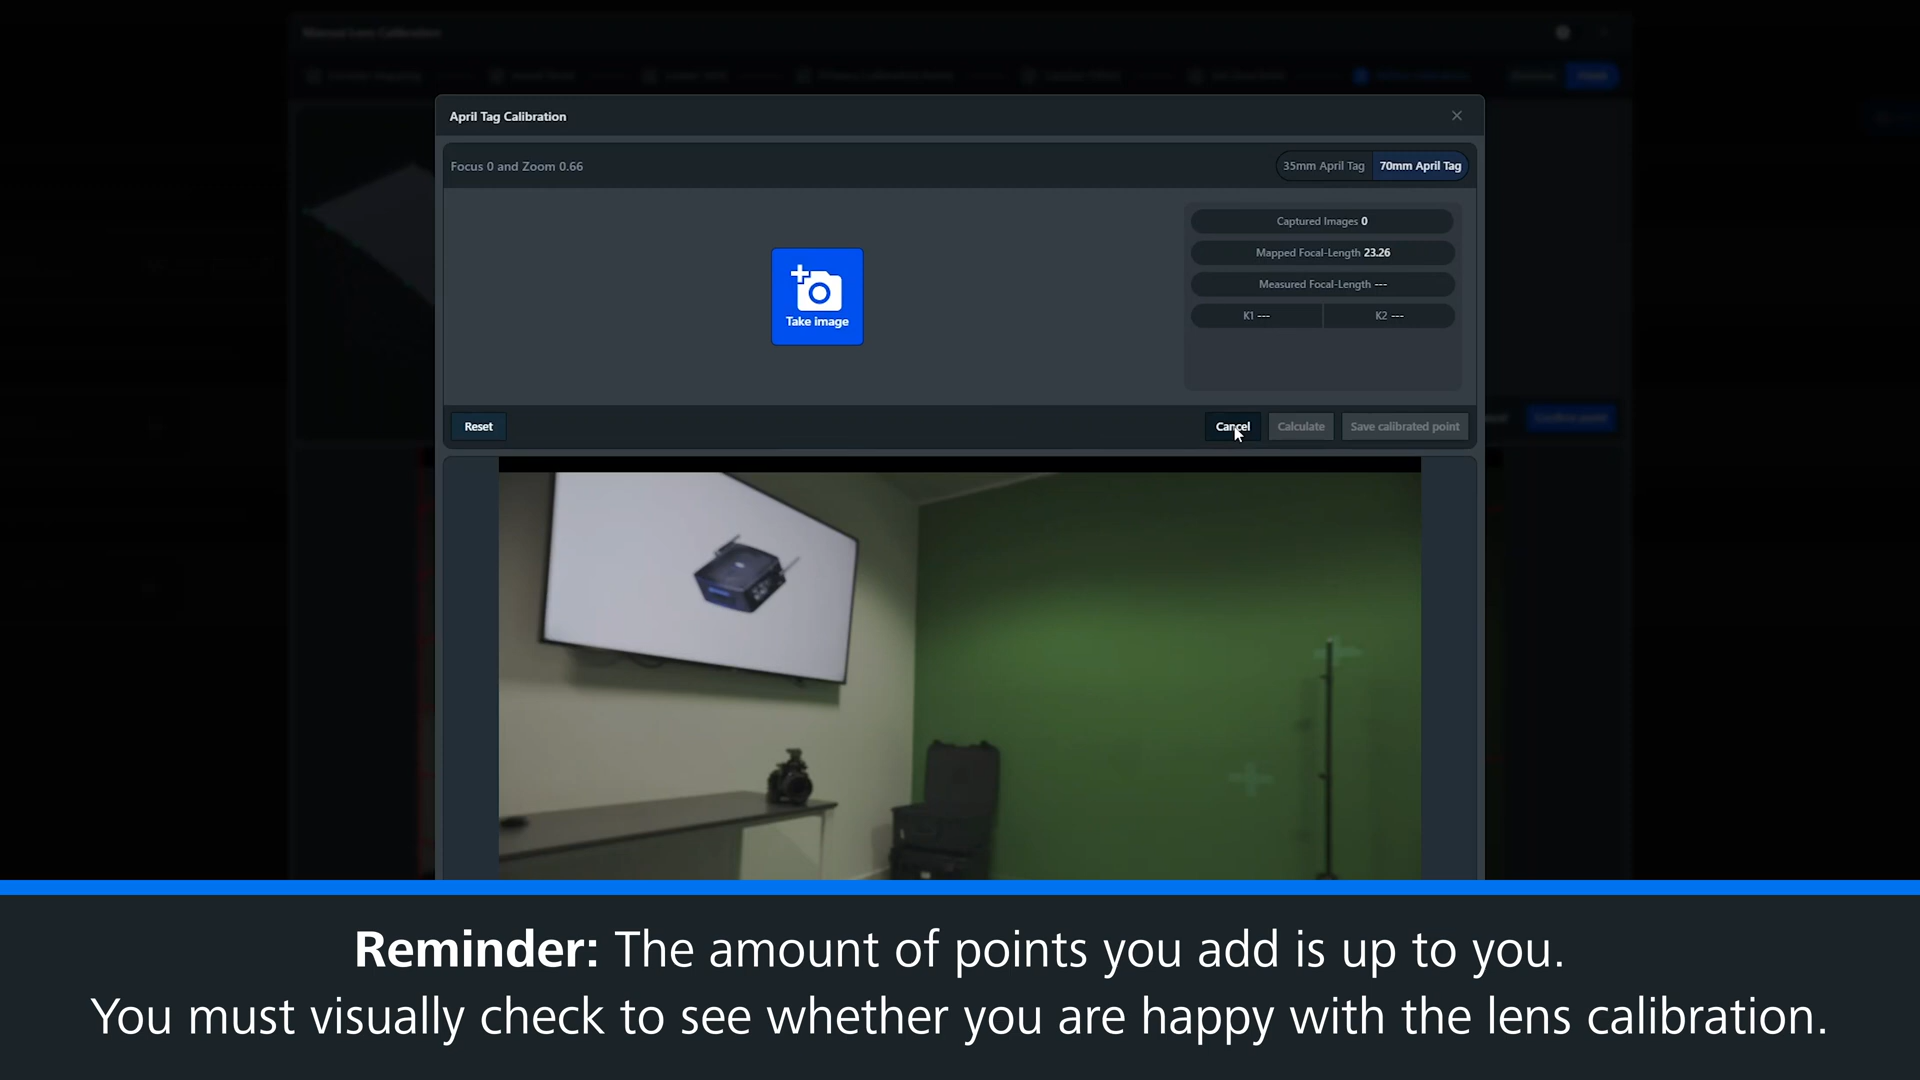 Manual Lens Calibration
April Tag Calibration
Focus 0 and Zoom 0.66
35mm April Tag
70mm April Tag
Captured Images 0
Mapped Focal-Length 23.26
Measured Focal-Length ---
K1 ---
K2 ---
Take image
Reset
Cancel
Calculate
Save calibrated point
Reminder: The amount of points you add is up to you.
You must visually check to see whether you are happy with the lens calibration.